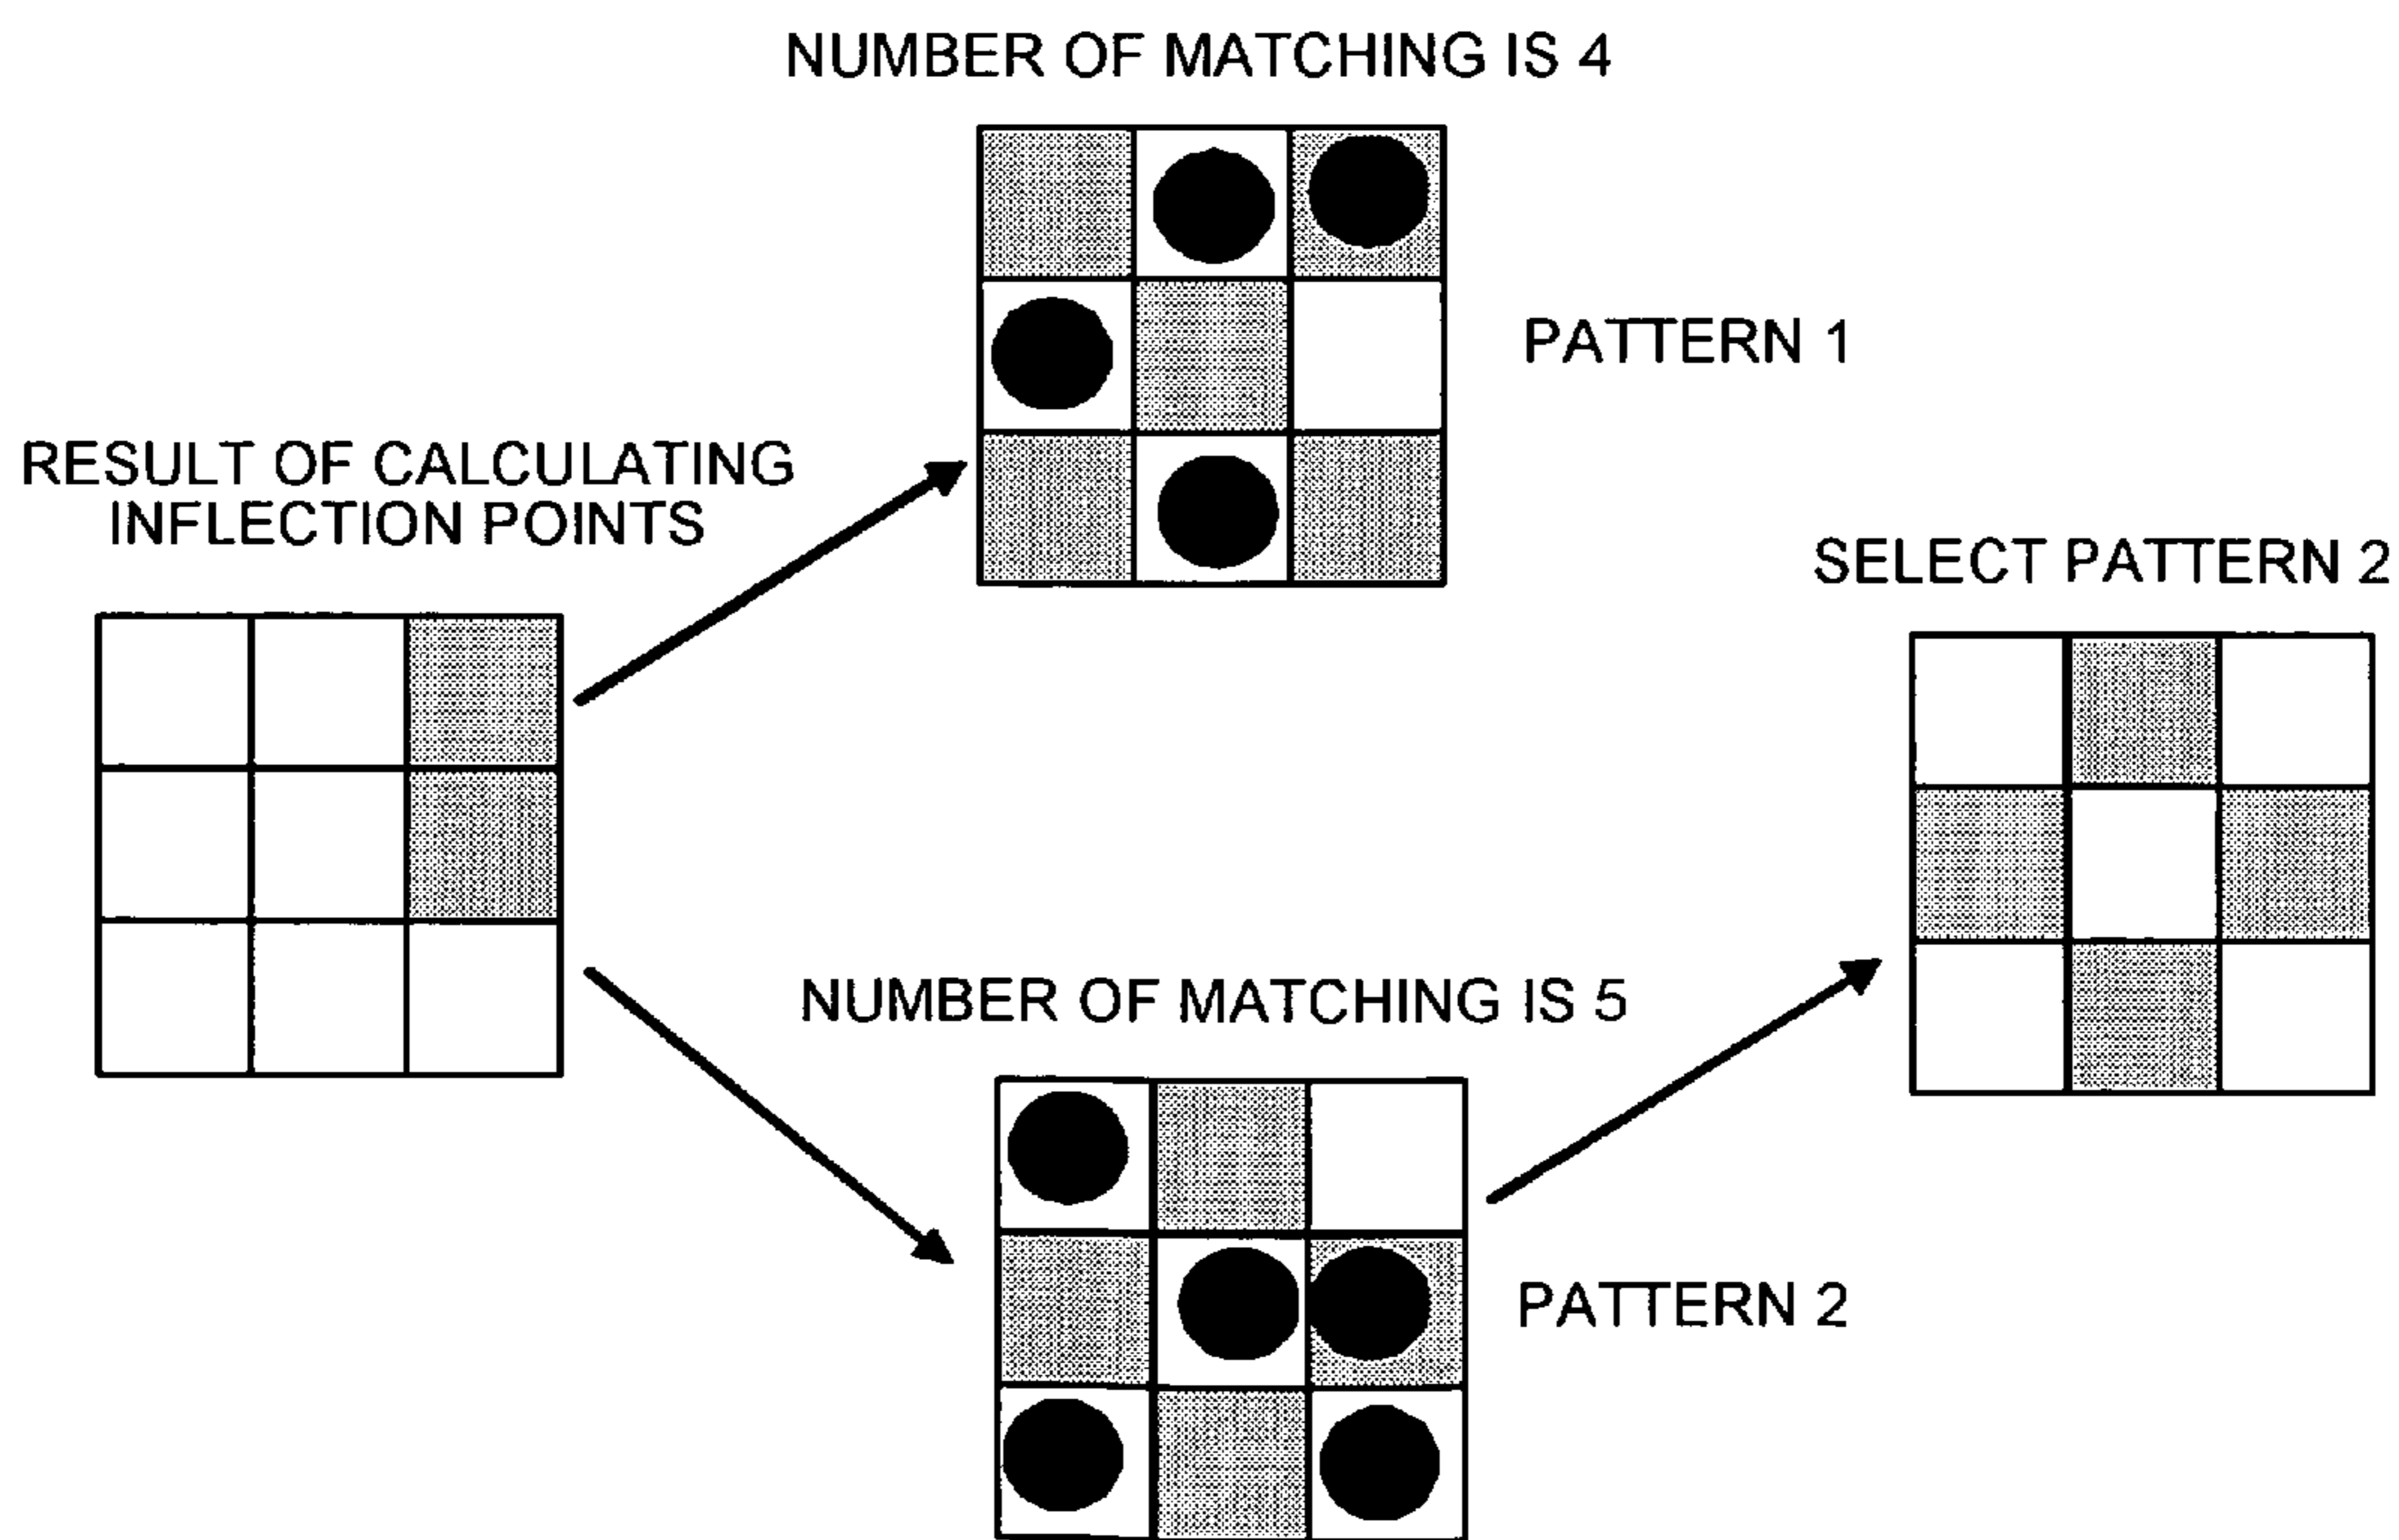 NUMBER OF MATCHING IS 4
PATTERN 1
RESULT OF CALCULATING
INFLECTION POINTS
SELECT PATTERN 2
NUMBER OF MATCHING IS 5
PATTERN 2